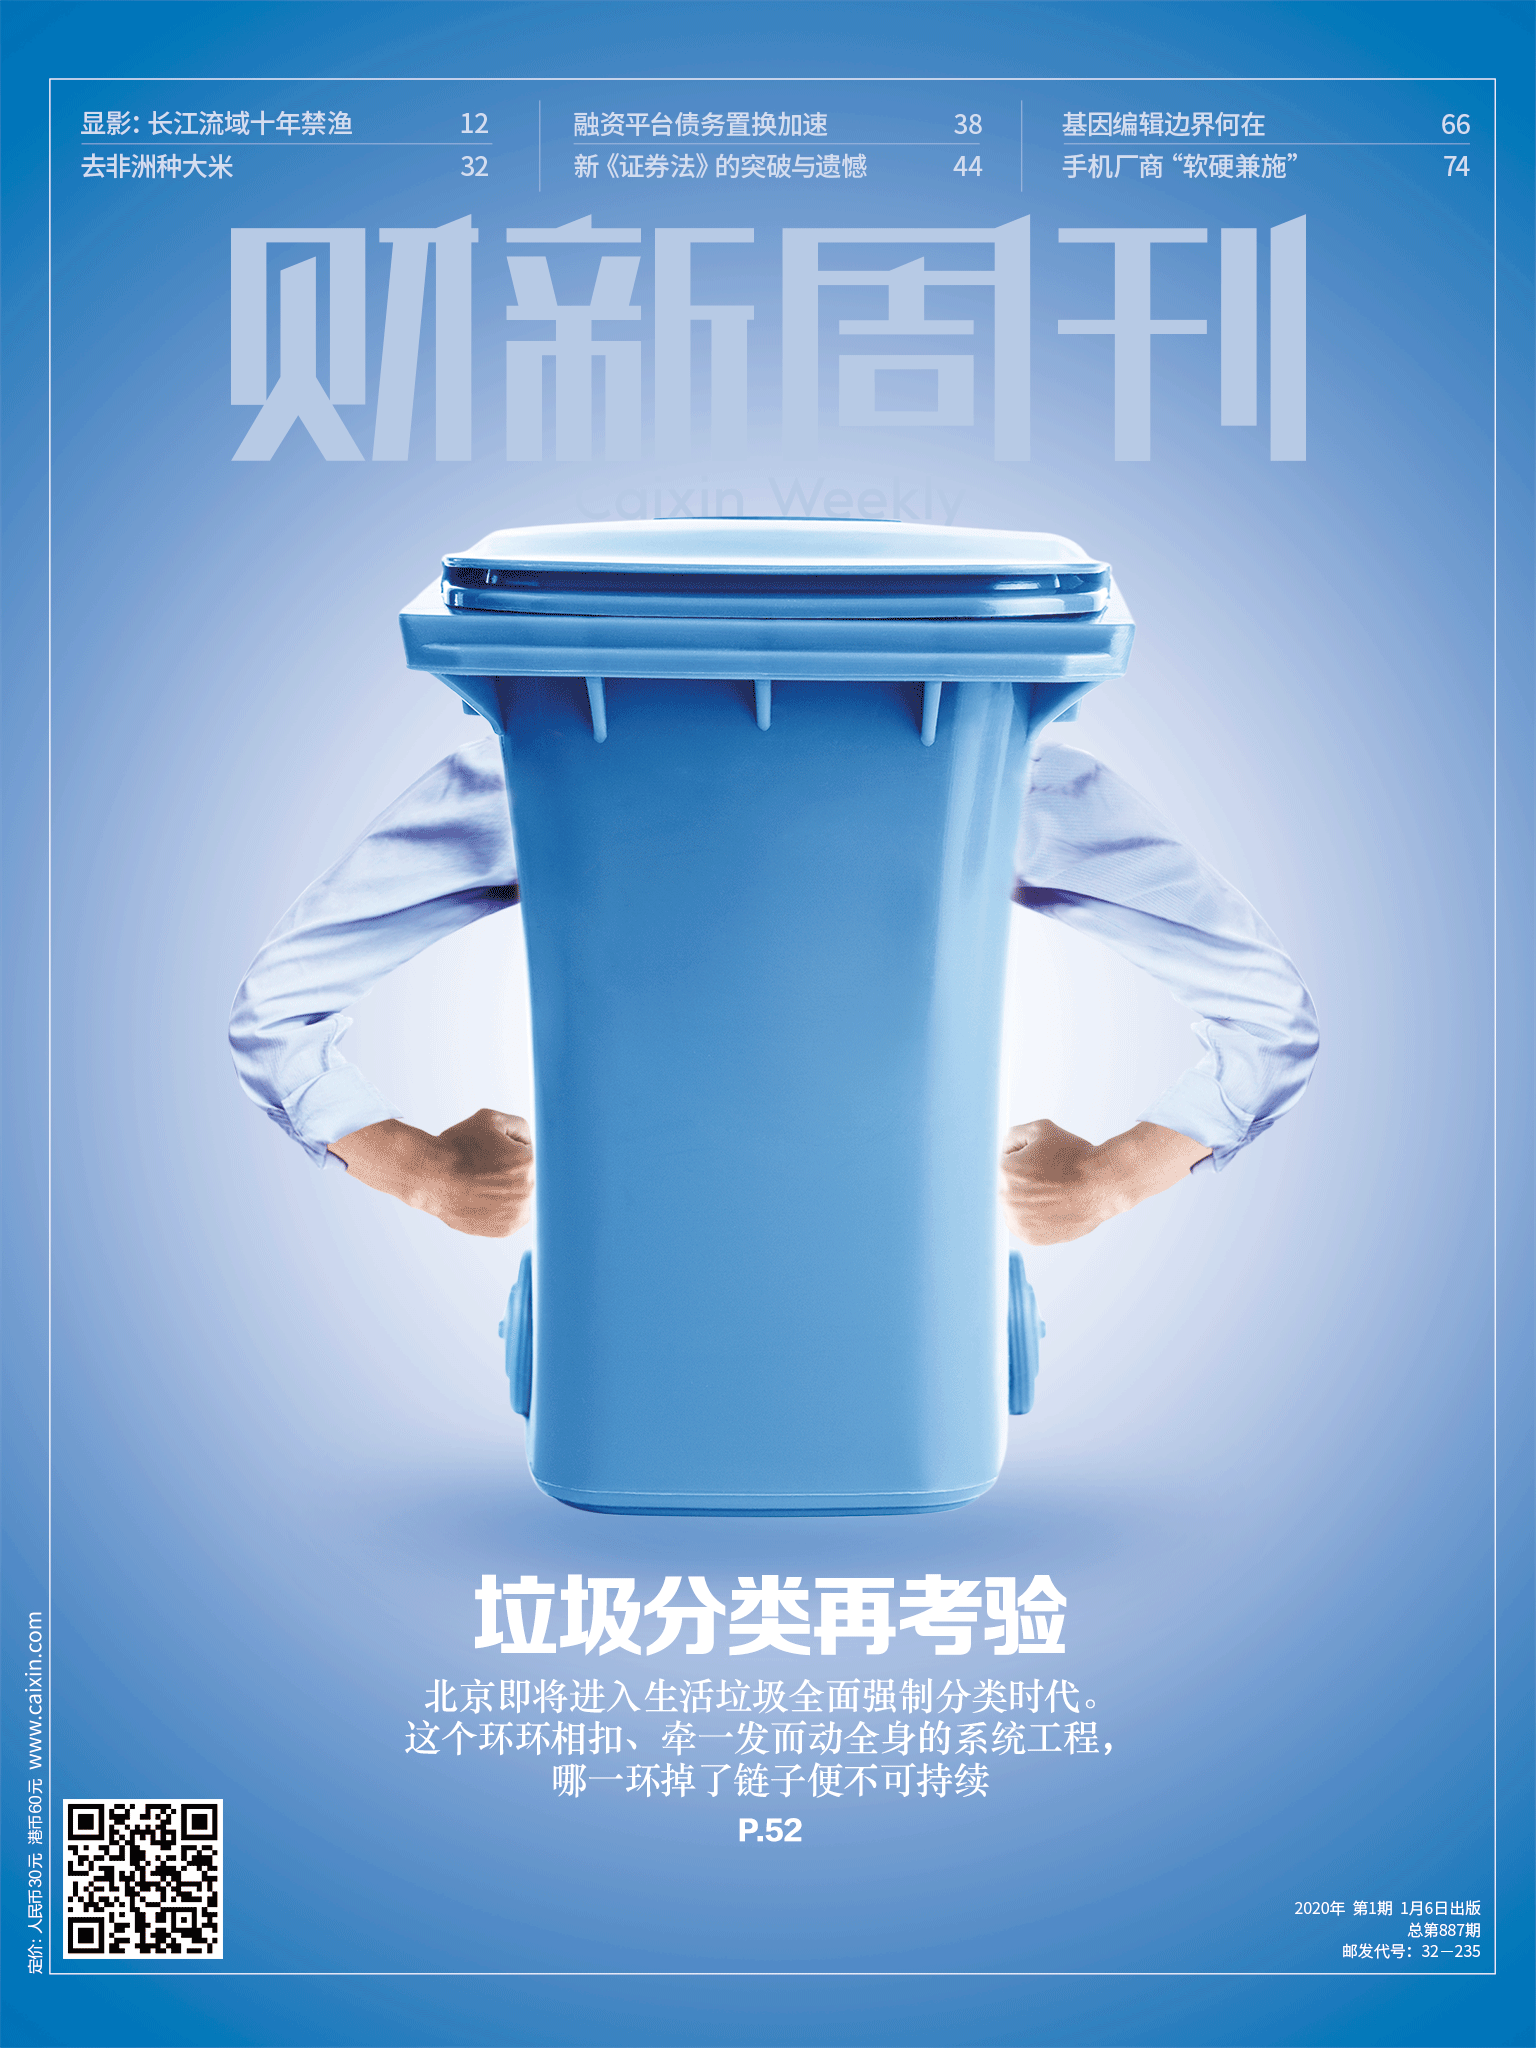 显影：长江流域十年禁渔 12
去非洲种大米 32
融资平台债务置换加速 38
新《证券法》的突破与遗憾 44
基因编辑边界何在 66
手机厂商“软硬兼施” 74
财新周刊
Caixin Weekly
垃圾分类再考验
北京即将进入生活垃圾全面强制分类时代。
这个环环相扣、牵一发而动全身的系统工程，
哪一环掉了链子便不可持续
P.52
定价：人民币30元 港币60元 www.caixin.com
2020年 第1期 1月6日出版
总第887期
邮发代号：32－235